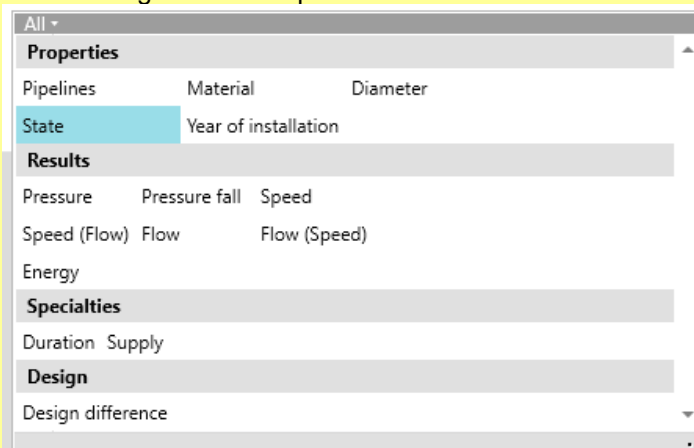 All
Properties
Pipelines Material Diameter
State Year of installation
Results
Pressure Pressure fall Speed
Speed (Flow) Flow Flow (Speed)
Energy
Specialties
Duration Supply
Design
Design difference